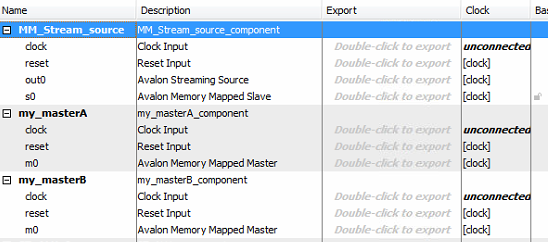 Name Description Export Clock Bas
MM_Stream_source MM_Stream_source_component
clock Clock Input Double-click to export unconnected
reset Reset Input Double-click to export [clock]
out0 Avalon Streaming Source Double-click to export [clock]
s0 Avalon Memory Mapped Slave Double-click to export [clock]
my_masterA my_masterA_component
clock Clock Input Double-click to export unconnected
reset Reset Input Double-click to export [clock]
m0 Avalon Memory Mapped Master Double-click to export [clock]
my_masterB my_masterB_component
clock Clock Input Double-click to export unconnected
reset Reset Input Double-click to export [clock]
m0 Avalon Memory Mapped Master Double-click to export [clock]